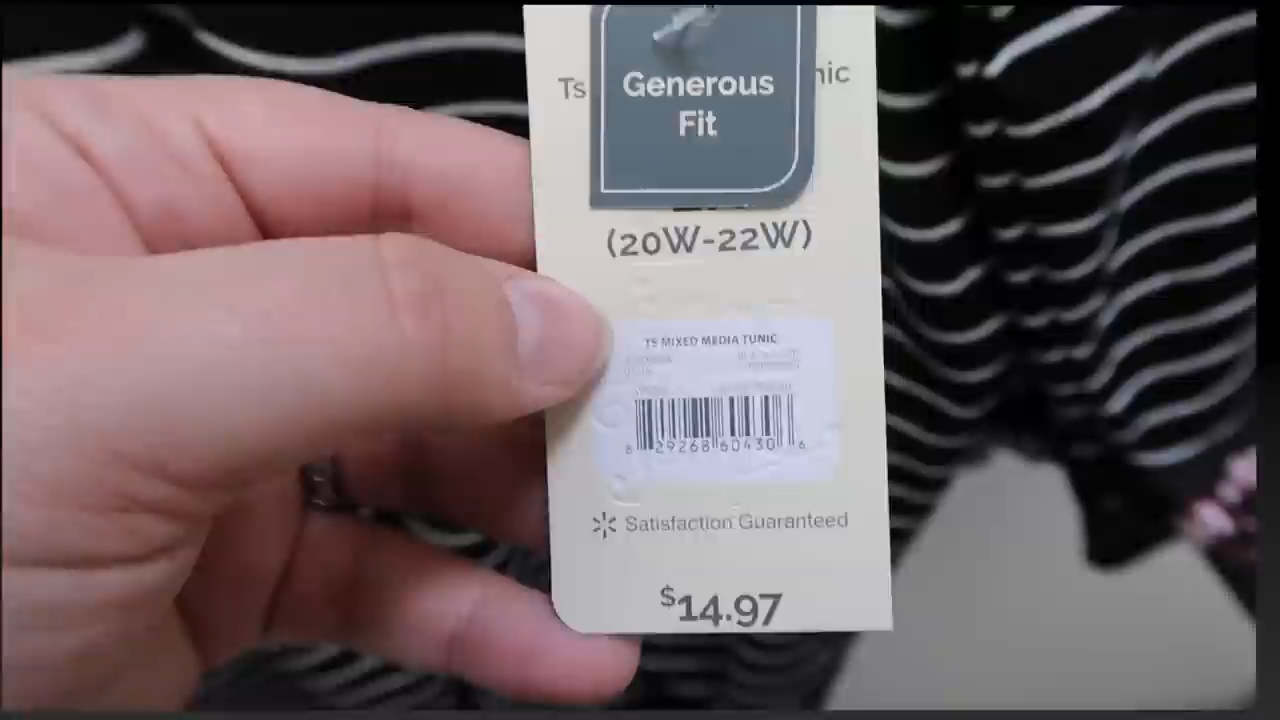 Generous
Fit
Ts nic
(20W-22W)
TS MIXED MEDIA TUNIC
8 29268 60430 6
Satisfaction Guaranteed
$14.97